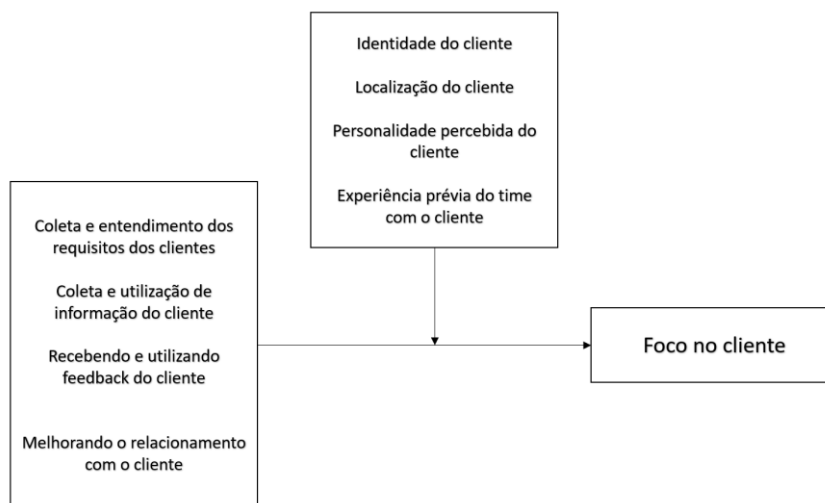 Identidade do cliente
Localização do cliente
Personalidade percebida do
cliente
Experiência prévia do time
com o cliente
Coleta e entendimento dos
requisitos dos clientes
Coleta e utilização de
informação do cliente
Recebendo e utilizando
feedback do cliente
Melhorando o relacionamento
com o cliente
Foco no cliente